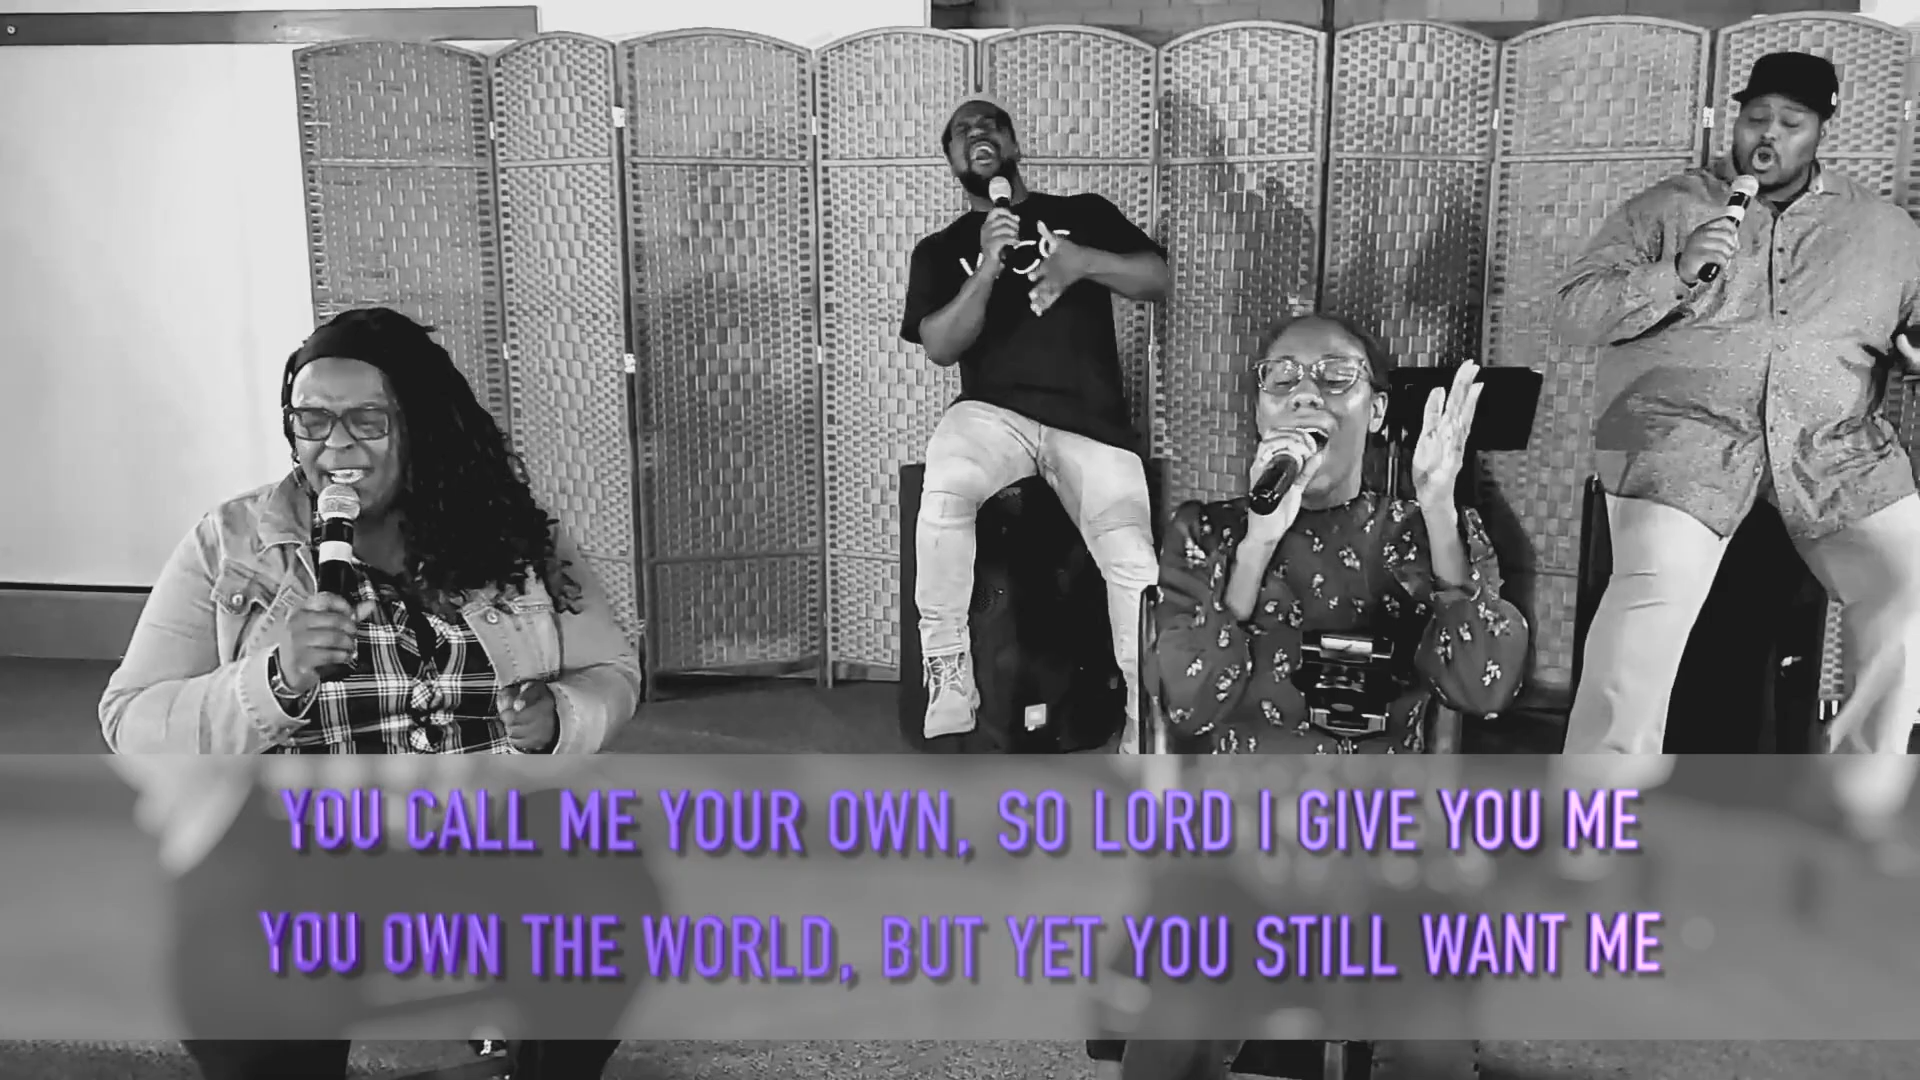 YOU CALL ME YOUR OWN, SO LORD I GIVE YOU ME
YOU OWN THE WORLD, BUT YET YOU STILL WANT ME